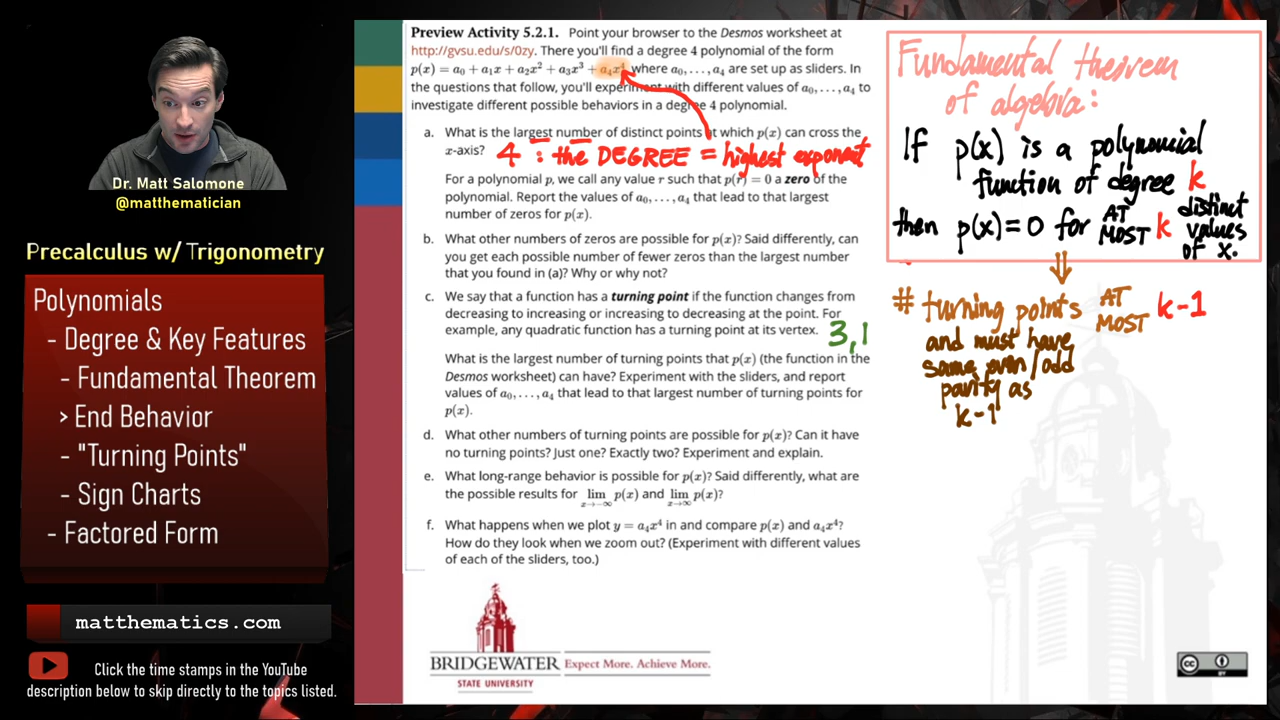 Dr. Matt Salomone
@matthematician
Precalculus w/ Trigonometry
Polynomials
- Degree & Key Features
- Fundamental Theorem
> End Behavior
- "Turning Points"
- Sign Charts
- Factored Form
matthematics.com
Click the time stamps in the YouTube
description below to skip directly to the topics listed.
Preview Activity 5.2.1. Point your browser to the Desmos worksheet at
http://gvsu.edu/s/0zy. There you'll find a degree 4 polynomial of the form
p(x) = a₀ + a₁x + a₂x² + a₃x³ + a₄x⁴, where a₀, . . . , a₄ are set up as sliders. In
the questions that follow, you'll experiment with different values of a₀, . . . , a₄ to
investigate different possible behaviors in a degree 4 polynomial.
a. What is the largest number of distinct points at which p(x) can cross the
x-axis?
4 : the DEGREE = highest exponent
For a polynomial p, we call any value r such that p(r) = 0 a zero of the
polynomial. Report the values of a₀, . . . , a₄ that lead to that largest
number of zeros for p(x).
b. What other numbers of zeros are possible for p(x)? Said differently, can
you get each possible number of fewer zeros than the largest number
that you found in (a)? Why or why not?
c. We say that a function has a turning point if the function changes from
decreasing to increasing or increasing to decreasing at the point. For
example, any quadratic function has a turning point at its vertex.
3,1
What is the largest number of turning points that p(x) (the function in the
Desmos worksheet) can have? Experiment with the sliders, and report
values of a₀, . . . , a₄ that lead to that largest number of turning points for
p(x).
d. What other numbers of turning points are possible for p(x)? Can it have
no turning points? Just one? Exactly two? Experiment and explain.
e. What long-range behavior is possible for p(x)? Said differently, what are
the possible results for lim x→−∞ p(x) and lim x→∞ p(x)?
f. What happens when we plot y = a₄x⁴ in and compare p(x) and a₄x⁴?
How do they look when we zoom out? (Experiment with different values
of each of the sliders, too.)
BRIDGEWATER
STATE UNIVERSITY
Expect More. Achieve More.
Fundamental theorem
of algebra:
If p(x) is a polynomial
function of degree k
then p(x)=0 for AT MOST k distinct values of x.
# turning points AT MOST k-1
and must have
same even/odd
parity as
k-1
cc
BY